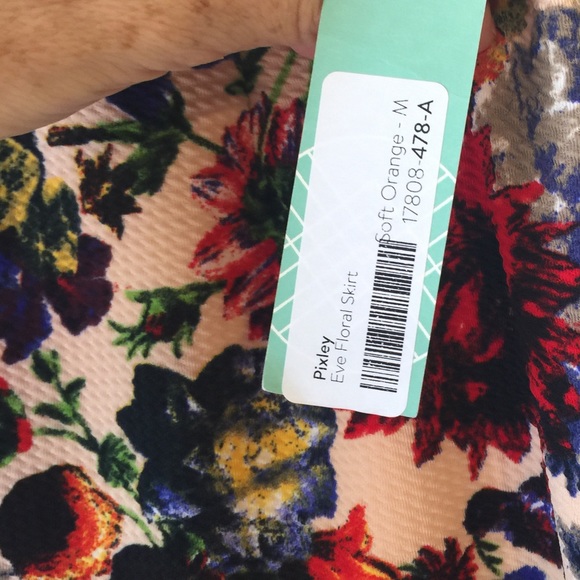 Pixley
Eve Floral Skirt
Soft Orange - M
17808-478-A